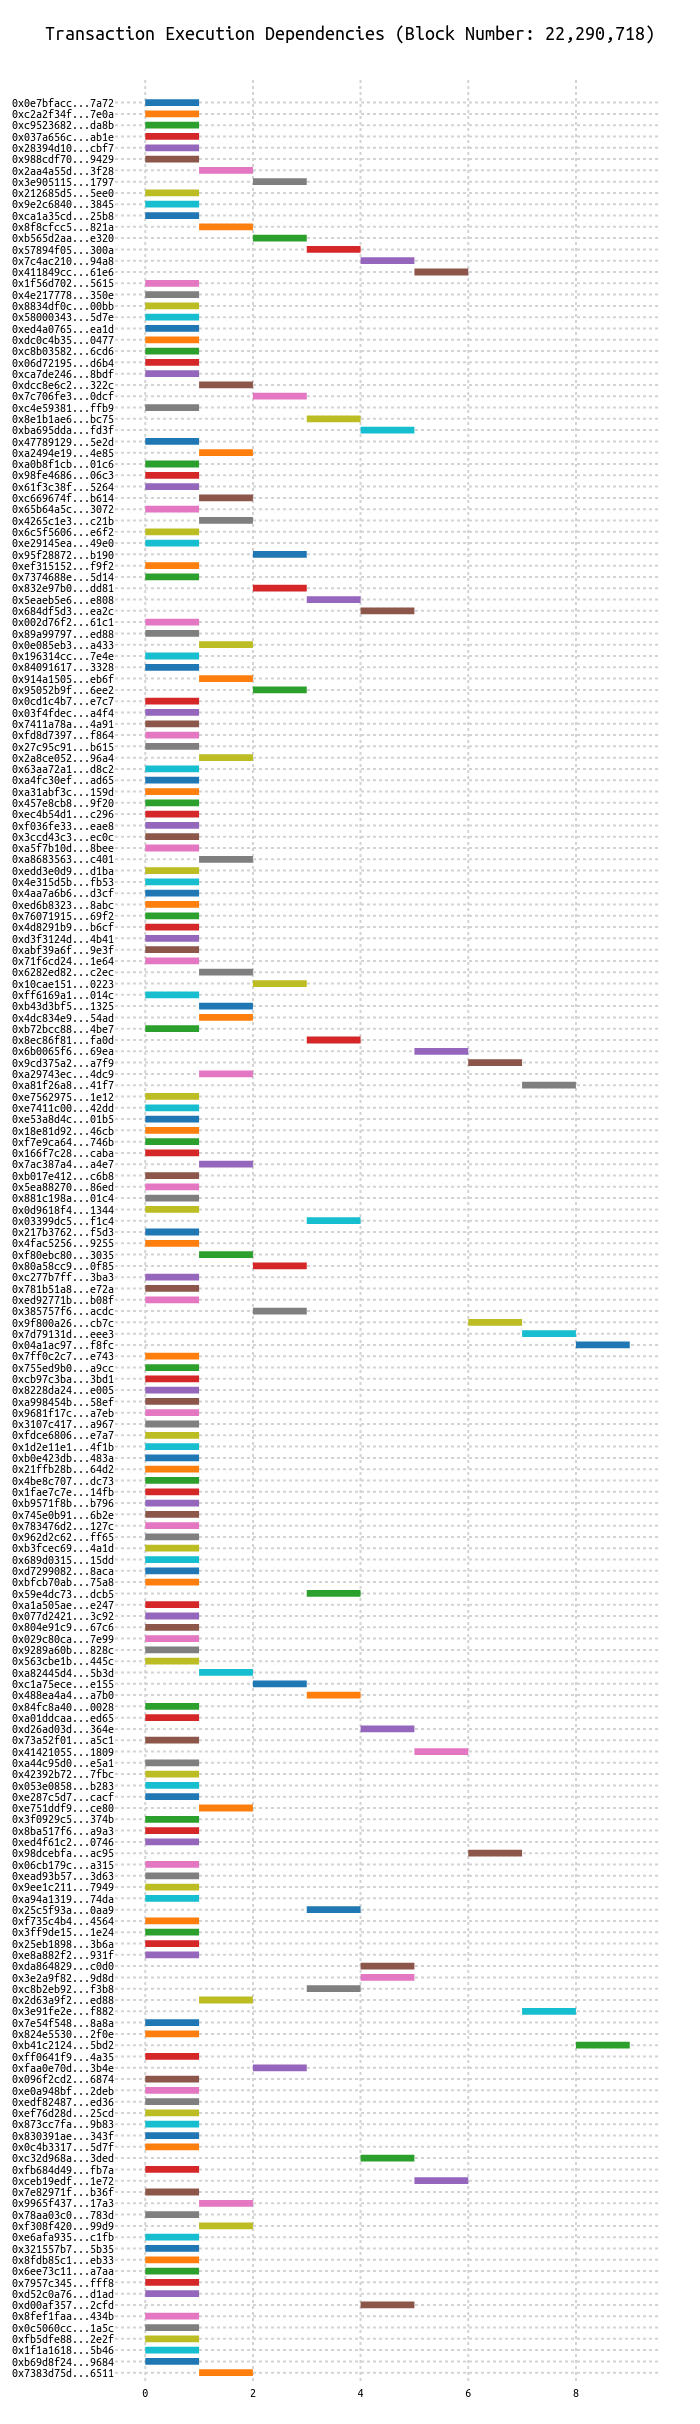 Transaction Execution Dependencies (Block Number: 22,290,718)
0x0e7bfacc...7a72
0xc2a2f34f...7e0a
0xc9523682...da8b
0x037a656c...ab1e
0x28394d10...cbf7
0x988cdf70...9429
0x2aa4a55d...3f28
0x3e905115...1797
0x212685d5...5ee0
0x9e2c6840...3845
0xca1a35cd...25b8
0x8f8cfcc5...821a
0xb565d2aa...e320
0x57894f05...300a
0x7c4ac210...94a8
0x411849cc...61e6
0x1f56d702...5615
0x4e217778...350e
0x8834df0c...00bb
0x58000343...5d7e
0xed4a0765...ea1d
0xdc0c4b35...0477
0xc8b03582...6cd6
0x06d72195...d6b4
0xca7de246...8bdf
0xdcc8e6c2...322c
0x7c706fe3...0dcf
0xc4e59381...ffb9
0x8e1b1ae6...bc75
0xba695dda...fd3f
0x47789129...5e2d
0xa2494e19...4e85
0xa0b8f1cb...01c6
0x98fe4686...06c3
0x61f3c38f...5264
0xc669674f...b614
0x65b64a5c...3072
0x4265c1e3...c21b
0x6c5f5606...e6f2
0xe29145ea...49e0
0x95f28872...b190
0xef315152...f9f2
0x7374688e...5d14
0x832e97b0...dd81
0x5eaeb5e6...e808
0x684df5d3...ea2c
0x002d76f2...61c1
0x89a99797...ed88
0x0e085eb3...a433
0x196314cc...7e4e
0x84091617...3328
0x914a1505...eb6f
0x95052b9f...6ee2
0x0cd1c4b7...e7c7
0x03f4fdec...a4f4
0x7411a78a...4a91
0xfd8d7397...f864
0x27c95c91...b615
0x2a8ce052...96a4
0x63aa72a1...d8c2
0xa4fc30ef...ad65
0xa31abf3c...159d
0x457e8cb8...9f20
0xec4b54d1...c296
0xf036fe33...eae8
0x3ccd43c3...ec0c
0xa5f7b10d...8bee
0xa8683563...c401
0xedd3e0d9...d1ba
0x4e315d5b...fb53
0x4aa7a6b6...d3cf
0xed6b8323...8abc
0x76071915...69f2
0x4d8291b9...b6cf
0xd3f3124d...4b41
0xabf39a6f...9e3f
0x71f6cd24...1e64
0x6282ed82...c2ec
0x10cae151...0223
0xff6169a1...014c
0xb43d3bf5...1325
0x4dc834e9...54ad
0xb72bcc88...4be7
0x8ec86f81...fa0d
0x6b0065f6...69ea
0x9cd375a2...a7f9
0xa29743ec...4dc9
0xa81f26a8...41f7
0xe7562975...1e12
0xe7411c00...42dd
0xe53a8d4c...01b5
0x18e81d92...46cb
0xf7e9ca64...746b
0x166f7c28...caba
0x7ac387a4...a4e7
0xb017e412...c6b8
0x5ea88270...86ed
0x881c198a...01c4
0x0d9618f4...1344
0x03399dc5...f1c4
0x217b3762...f5d3
0x4fac5256...9255
0xf80ebc80...3035
0x80a58cc9...0f85
0xc277b7ff...3ba3
0x781b51a8...e72a
0xed92771b...b08f
0x385757f6...acdc
0x9f800a26...cb7c
0x7d79131d...eee3
0x04a1ac97...f8fc
0x7ff0c2c7...e743
0x755ed9b0...a9cc
0xcb97c3ba...3bd1
0x8228da24...e005
0xa998454b...58ef
0x9681f17c...a7eb
0x3107c417...a967
0xfdce6806...e7a7
0x1d2e11e1...4f1b
0xb0e423db...483a
0x21ffb28b...64d2
0x4be8c707...dc73
0x1fae7c7e...14fb
0xb9571f8b...b796
0x745e0b91...6b2e
0x783476d2...127c
0x962d2c62...ff65
0xb3fcec69...4a1d
0x689d0315...15dd
0xd7299082...8aca
0xbfcb70ab...75a8
0x59e4dc73...dcb5
0xa1a505ae...e247
0x077d2421...3c92
0x804e91c9...67c6
0x029c80ca...7e99
0x9289a60b...828c
0x563cbe1b...445c
0xa82445d4...5b3d
0xc1a75ece...e155
0x488ea4a4...a7b0
0x84fc8a40...0028
0xa01ddcaa...ed65
0xd26ad03d...364e
0x73a52f01...a5c1
0x41421055...1809
0xa44c95d0...e5a1
0x42392b72...7fbc
0x053e0858...b283
0xe287c5d7...cacf
0xe751ddf9...ce80
0x3f0929c5...374b
0x8ba517f6...a9a3
0xed4f61c2...0746
0x98dcebfa...ac95
0x06cb179c...a315
0xead93b57...3d63
0x9ee1c211...7949
0xa94a1319...74da
0x25c5f93a...0aa9
0xf735c4b4...4564
0x3ff9de15...1e24
0x25eb1898...3b6a
0xe8a882f2...931f
0xda864829...c0d0
0x3e2a9f82...9d8d
0xc8b2eb92...f3b8
0x2d63a9f2...ed88
0x3e91fe2e...f882
0x7e54f548...8a8a
0x824e5530...2f0e
0xb41c2124...5bd2
0xff0641f9...4a35
0xfaa0e70d...3b4e
0x096f2cd2...6874
0xe0a948bf...2deb
0xedf82487...ed36
0xef76d28d...25cd
0x873cc7fa...9b83
0x830391ae...343f
0x0c4b3317...5d7f
0xc32d968a...3ded
0xfb684d49...fb7a
0xceb19edf...1e72
0x7e82971f...b36f
0x9965f437...17a3
0x78aa03c0...783d
0xf308f420...99d9
0xe6afa935...c1fb
0x321557b7...5b35
0x8fdb85c1...eb33
0x6ee73c11...a7aa
0x7957c345...fff8
0xd52c0a76...d1ad
0xd00af357...2cfd
0x8fef1faa...434b
0x0c5060cc...1a5c
0xfb5dfe88...2e2f
0x1f1a1618...5b46
0xb69d8f24...9684
0x7383d75d...6511
0 2 4 6 8